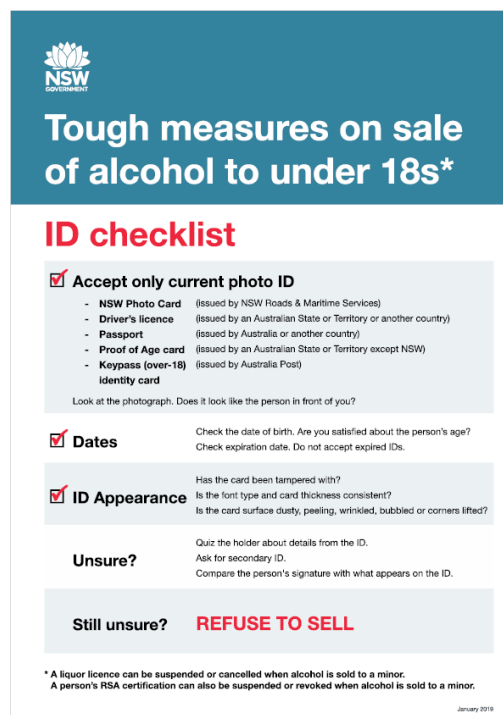 NSW
GOVERNMENT
Tough measures on sale
of alcohol to under 18s*
ID checklist
Accept only current photo ID
- NSW Photo Card (issued by NSW Roads & Maritime Services)
- Driver's licence (issued by an Australian State or Territory or another country)
- Passport (issued by Australia or another country)
- Proof of Age card (issued by an Australian State or Territory except NSW)
- Keypass (over-18) (issued by Australia Post)
identity card
Look at the photograph. Does it look like the person in front of you?
Dates
Check the date of birth. Are you satisfied about the person's age?
Check expiration date. Do not accept expired IDs.
ID Appearance
Has the card been tampered with?
Is the font type and card thickness consistent?
Is the card surface dusty, peeling, wrinkled, bubbled or corners lifted?
Unsure?
Quiz the holder about details from the ID.
Ask for secondary ID.
Compare the person's signature with what appears on the ID.
Still unsure? REFUSE TO SELL
* A liquor licence can be suspended or cancelled when alcohol is sold to a minor.
A person's RSA certification can also be suspended or revoked when alcohol is sold to a minor.
January 2019